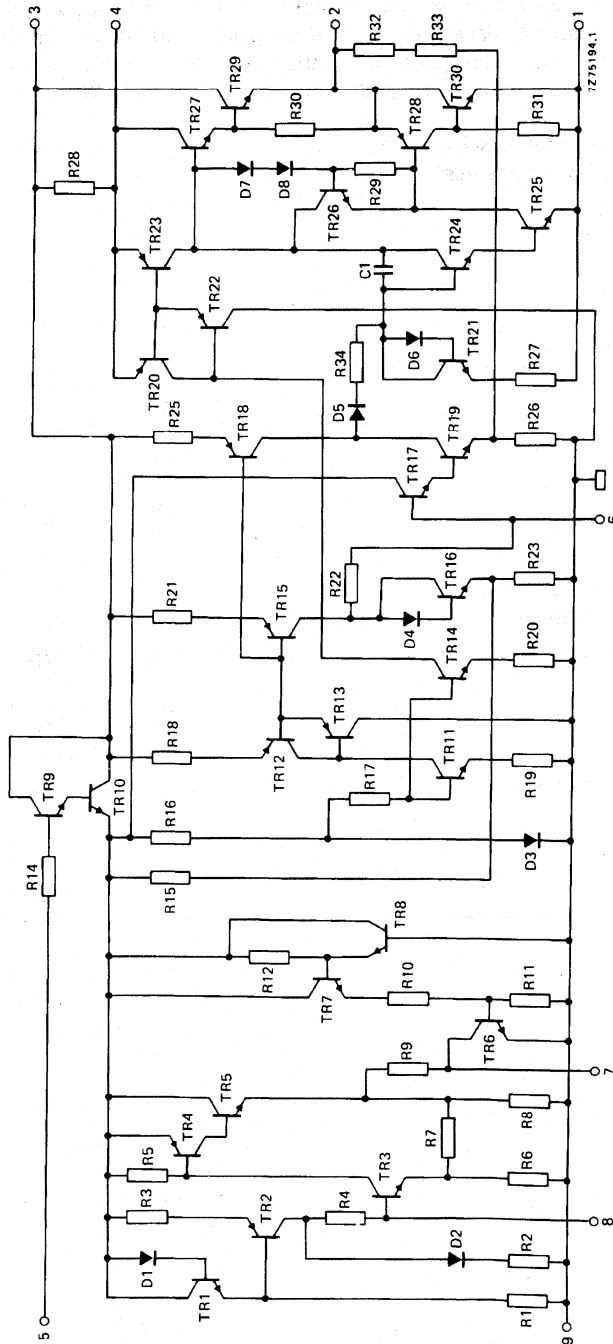 3
4
2
1
R32
R33
7Z75194.1
TR29
TR30
TR27
R30
TR28
R31
R28
D7
D8
R29
TR26
TR25
TR23
TR24
C1
TR22
TR20
R34
D6
TR21
R27
R25
TR18
D5
TR19
R26
TR17
6
R22
R21
TR15
D4
TR16
R23
TR14
R20
R18
TR13
TR12
TR11
R19
TR9
TR10
R16
R17
D3
R14
R15
TR8
R12
TR7
R10
R11
TR6
R9
7
TR5
TR4
R8
R7
R5
TR3
R6
R3
TR2
R4
8
D1
D2
R2
TR1
R1
5
9